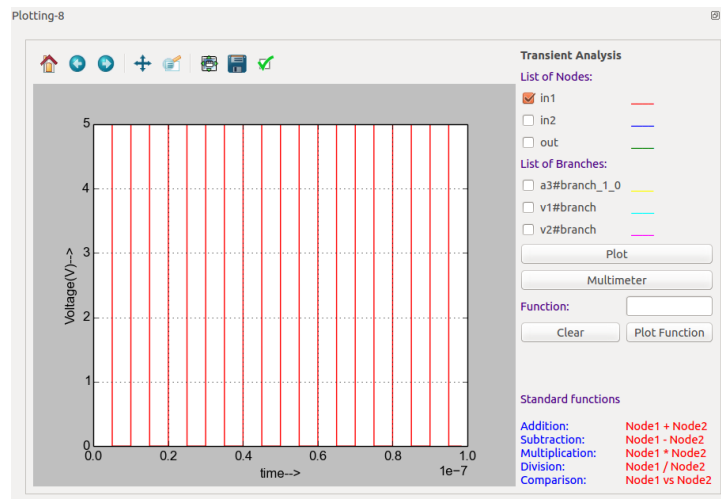 Plotting-8
Transient Analysis
List of Nodes:
in1
in2
out
List of Branches:
a3#branch_1_0
v1#branch
v2#branch
Plot
Multimeter
Function:
Clear
Plot Function
Standard Functions
Addition: Node1 + Node2
Subtraction: Node1 - Node2
Multiplication: Node1 * Node2
Division: Node1 / Node2
Comparison: Node1 vs Node2
Voltage(V)-->
5
4
3
2
1
0
0.0 0.2 0.4 0.6 0.8 1.0
time-->
1e-7